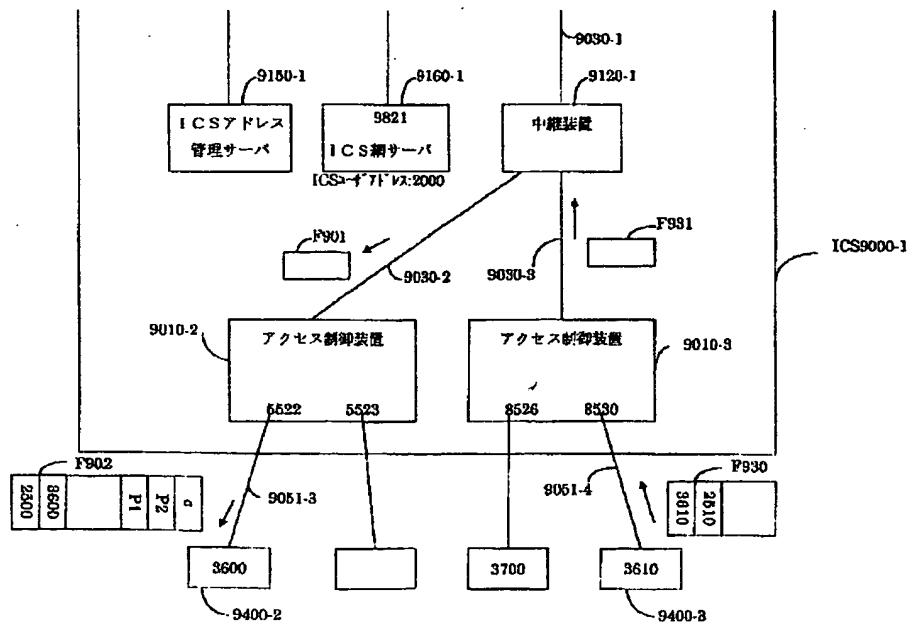 9030-1
9150-1
9160-1
9120-1
ICSアドレス
管理サーバ
9821
ICS網サーバ
中継装置
ICSユーザアドレス:2000
F901
F931
ICS9000-1
9030-2
9030-3
9010-2
アクセス制御装置
アクセス制御装置
9010-3
5522
5523
8526
8530
F902
F930
2500
3600
P1
P2
α
9051-3
9051-4
3610
2510
3600
3700
3610
9400-2
9400-3